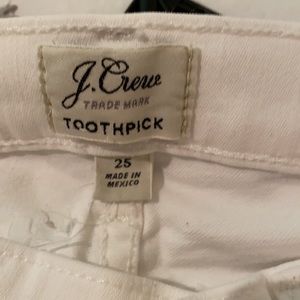 J.Crew
TRADE MARK
TOOTHPICK
25
MADE IN
MEXICO